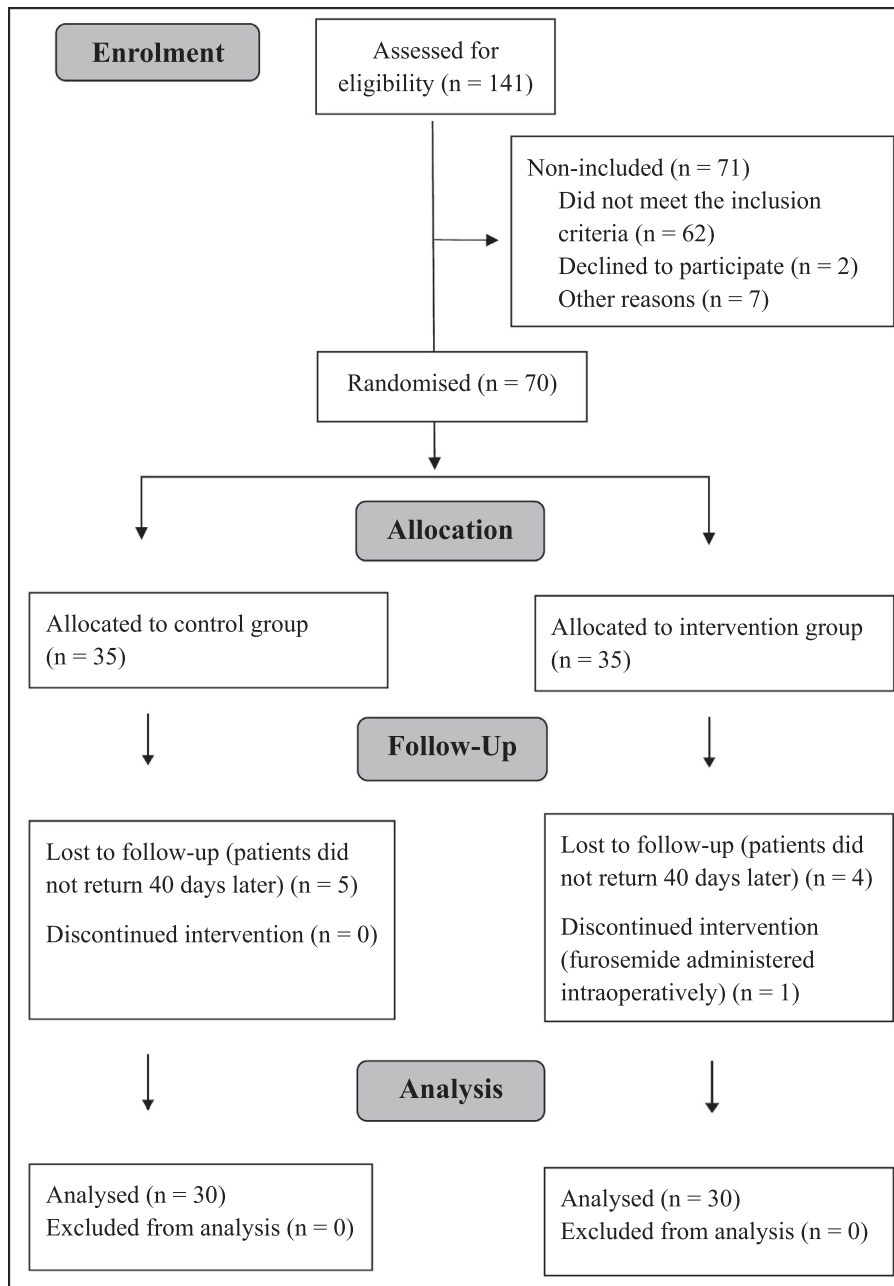 Enrolment
Assessed for
eligibility (n = 141)
Non-included (n = 71)
Did not meet the inclusion
criteria (n = 62)
Declined to participate (n = 2)
Other reasons (n = 7)
Randomised (n = 70)
Allocation
Allocated to control group
(n = 35)
Allocated to intervention group
(n = 35)
Follow-Up
Lost to follow-up (patients did
not return 40 days later) (n = 5)
Discontinued intervention (n = 0)
Lost to follow-up (patients did
not return 40 days later) (n = 4)
Discontinued intervention
(furosemide administered
intraoperatively) (n = 1)
Analysis
Analysed (n = 30)
Excluded from analysis (n = 0)
Analysed (n = 30)
Excluded from analysis (n = 0)